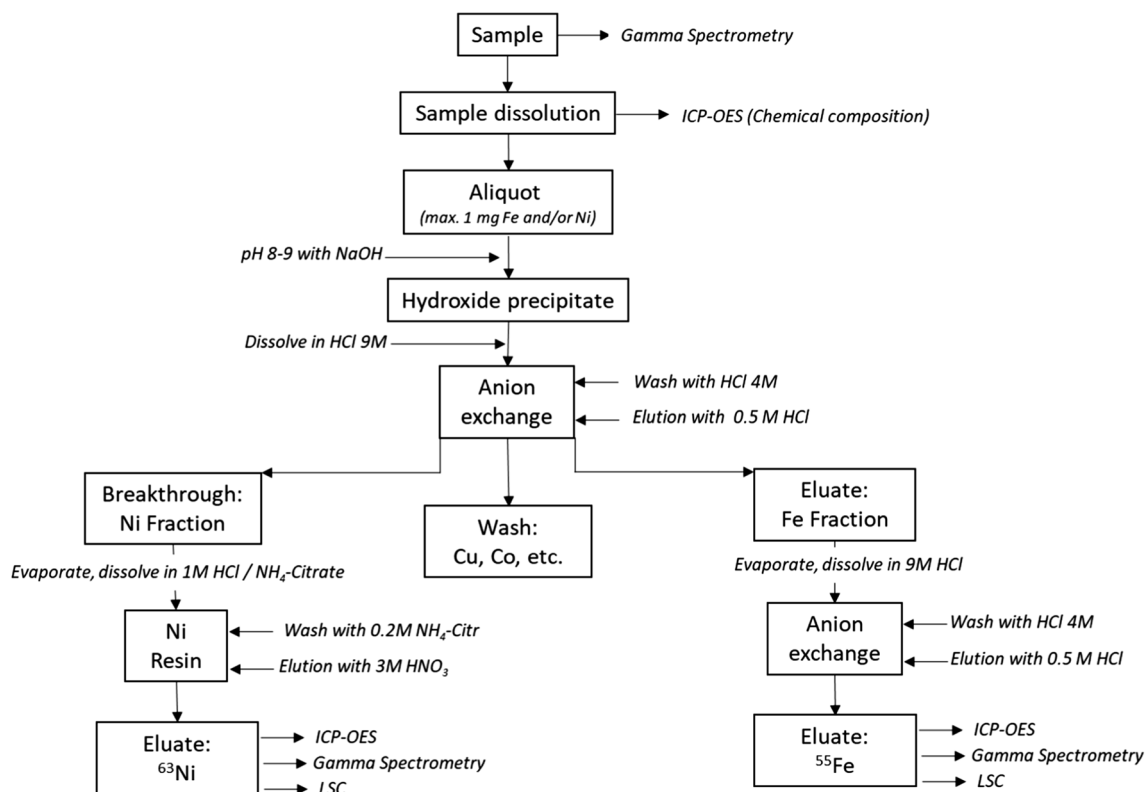 Sample
Gamma Spectrometry
Sample dissolution
ICP-OES (Chemical composition)
Aliquot
(max. 1 mg Fe and/or Ni)
pH 8-9 with NaOH
Hydroxide precipitate
Dissolve in HCl 9M
Anion
exchange
Wash with HCl 4M
Elution with 0.5 M HCl
Breakthrough:
Ni Fraction
Wash:
Cu, Co, etc.
Eluate:
Fe Fraction
Evaporate, dissolve in 1M HCl / NH₄-Citrate
Evaporate, dissolve in 9M HCl
Ni
Resin
Wash with 0.2M NH₄-Citr
Elution with 3M HNO₃
Anion
exchange
Wash with HCl 4M
Elution with 0.5 M HCl
Eluate:
⁶³Ni
ICP-OES
Gamma Spectrometry
LSC
Eluate:
⁵⁵Fe
ICP-OES
Gamma Spectrometry
LSC